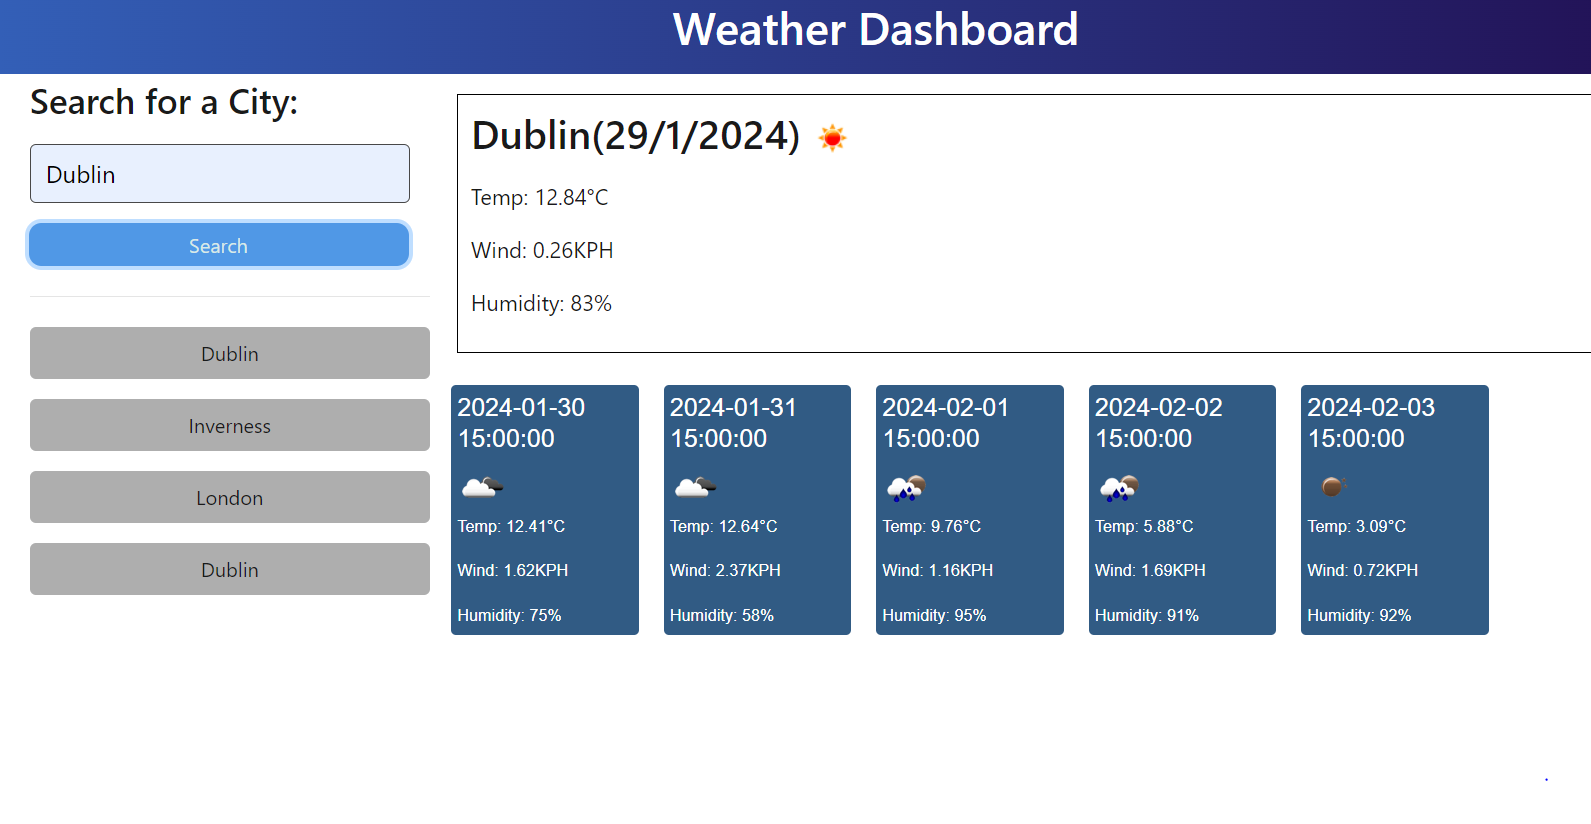 Weather Dashboard
Search for a City:
Dublin
Search
Dublin
Inverness
London
Dublin
Dublin(29/1/2024)
Temp: 12.84°C
Wind: 0.26KPH
Humidity: 83%
2024-01-30
15:00:00
Temp: 12.41°C
Wind: 1.62KPH
Humidity: 75%
2024-01-31
15:00:00
Temp: 12.64°C
Wind: 2.37KPH
Humidity: 58%
2024-02-01
15:00:00
Temp: 9.76°C
Wind: 1.16KPH
Humidity: 95%
2024-02-02
15:00:00
Temp: 5.88°C
Wind: 1.69KPH
Humidity: 91%
2024-02-03
15:00:00
Temp: 3.09°C
Wind: 0.72KPH
Humidity: 92%